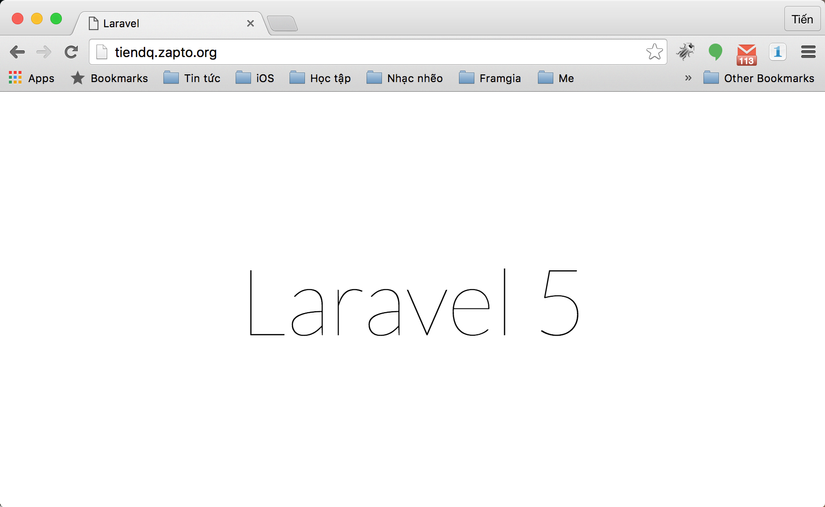 Laravel
Tiến
tiendq.zapto.org
113
Apps Bookmarks Tin tức iOS Học tập Nhạc nhẽo Framgia Me » Other Bookmarks
Laravel 5